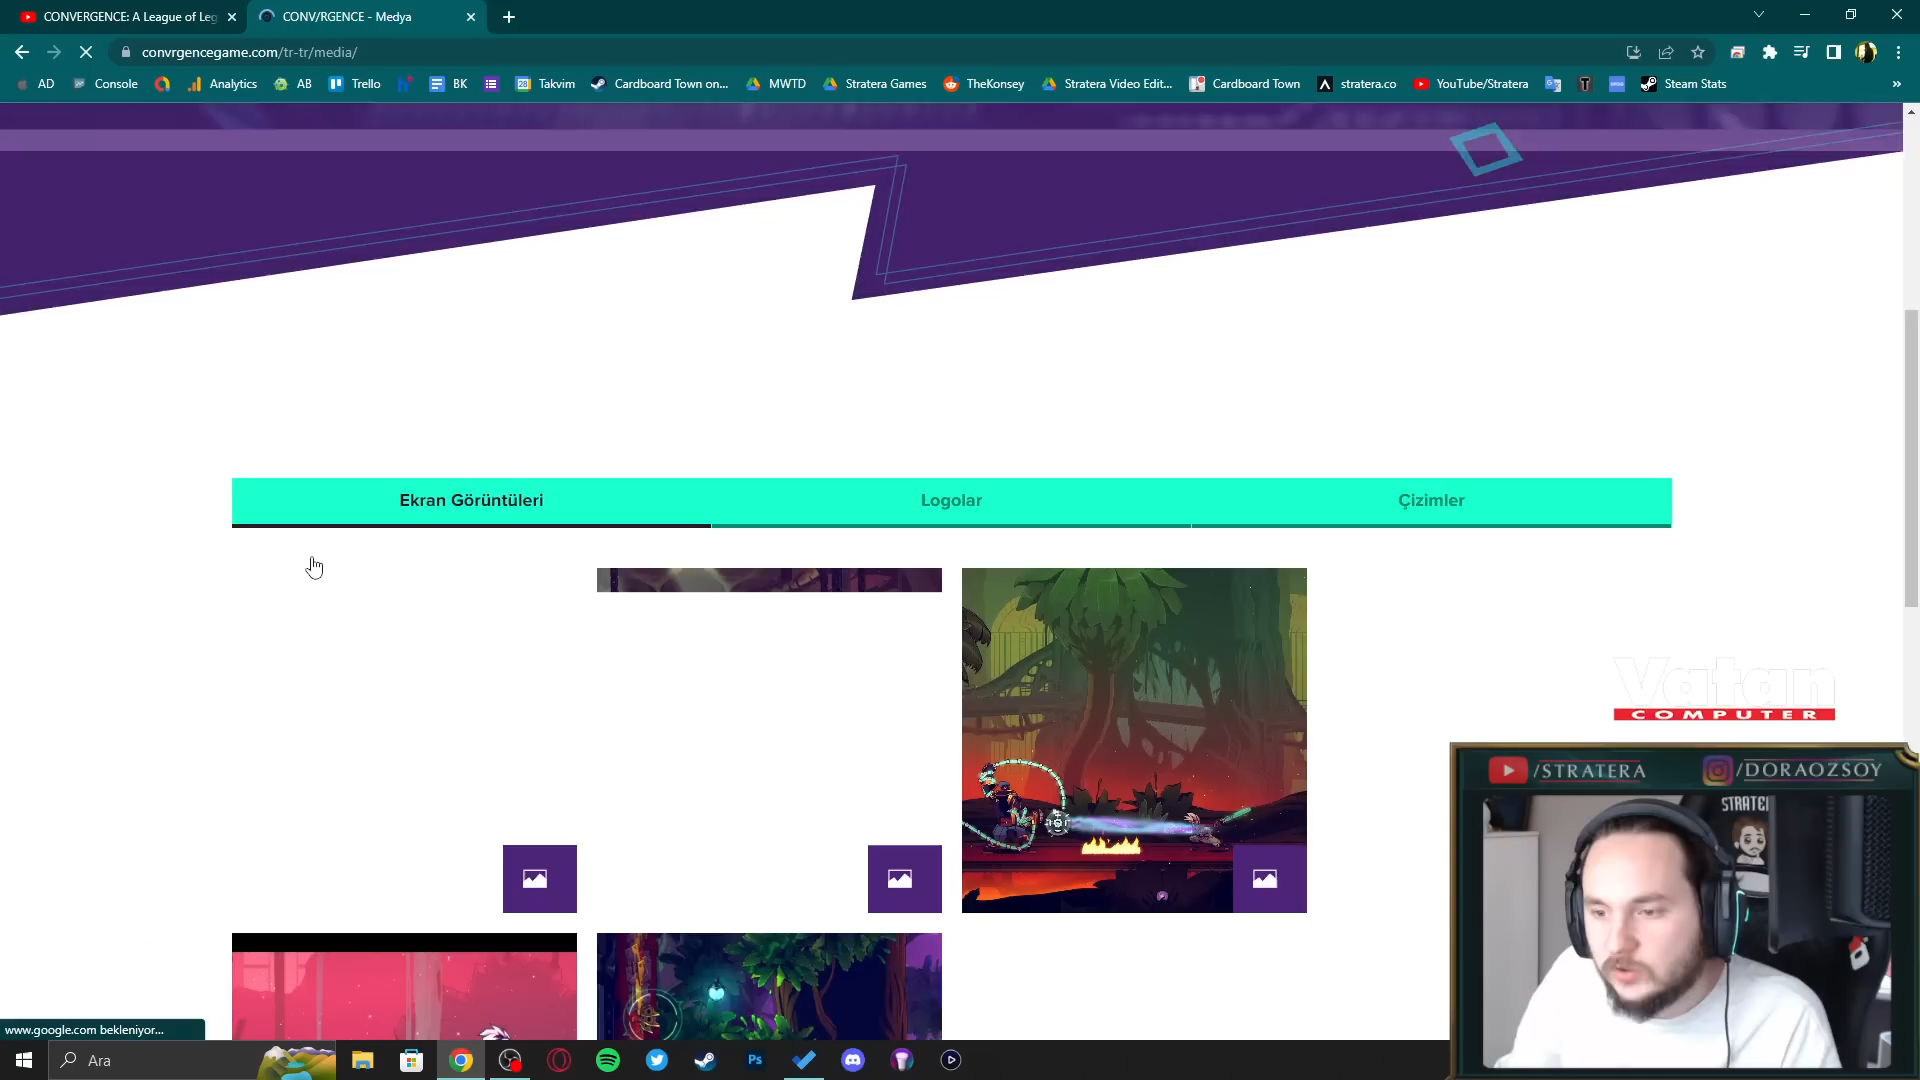 CONVERGENCE: A League of Leg
CONV/RGENCE - Medya
convrgencegame.com/tr-tr/media/
AD
Console
Analytics
AB
Trello
BK
Takvim
Cardboard Town on...
MWTD
Stratera Games
TheKonsey
Stratera Video Edit...
Cardboard Town
stratera.co
YouTube/Stratera
Steam Stats
Ekran Görüntüleri
Logolar
Çizimler
Vatan
COMPUTER
/STRATERA
/DORAOZSOY
www.google.com bekleniyor...
Ara
Ps